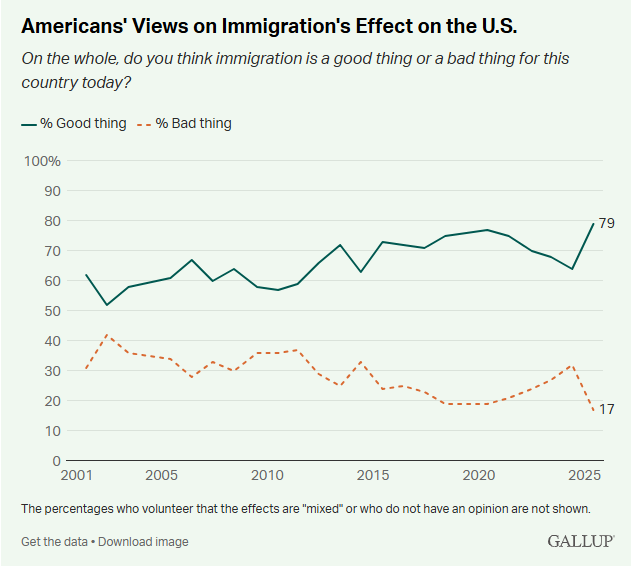 Americans' Views on Immigration's Effect on the U.S.
On the whole, do you think immigration is a good thing or a bad thing for this
country today?
% Good thing % Bad thing
100%
90
80
79
70
60
50
40
30
20
17
10
0
2001 2005 2010 2015 2020 2025
The percentages who volunteer that the effects are "mixed" or who do not have an opinion are not shown.
Get the data • Download image GALLUP